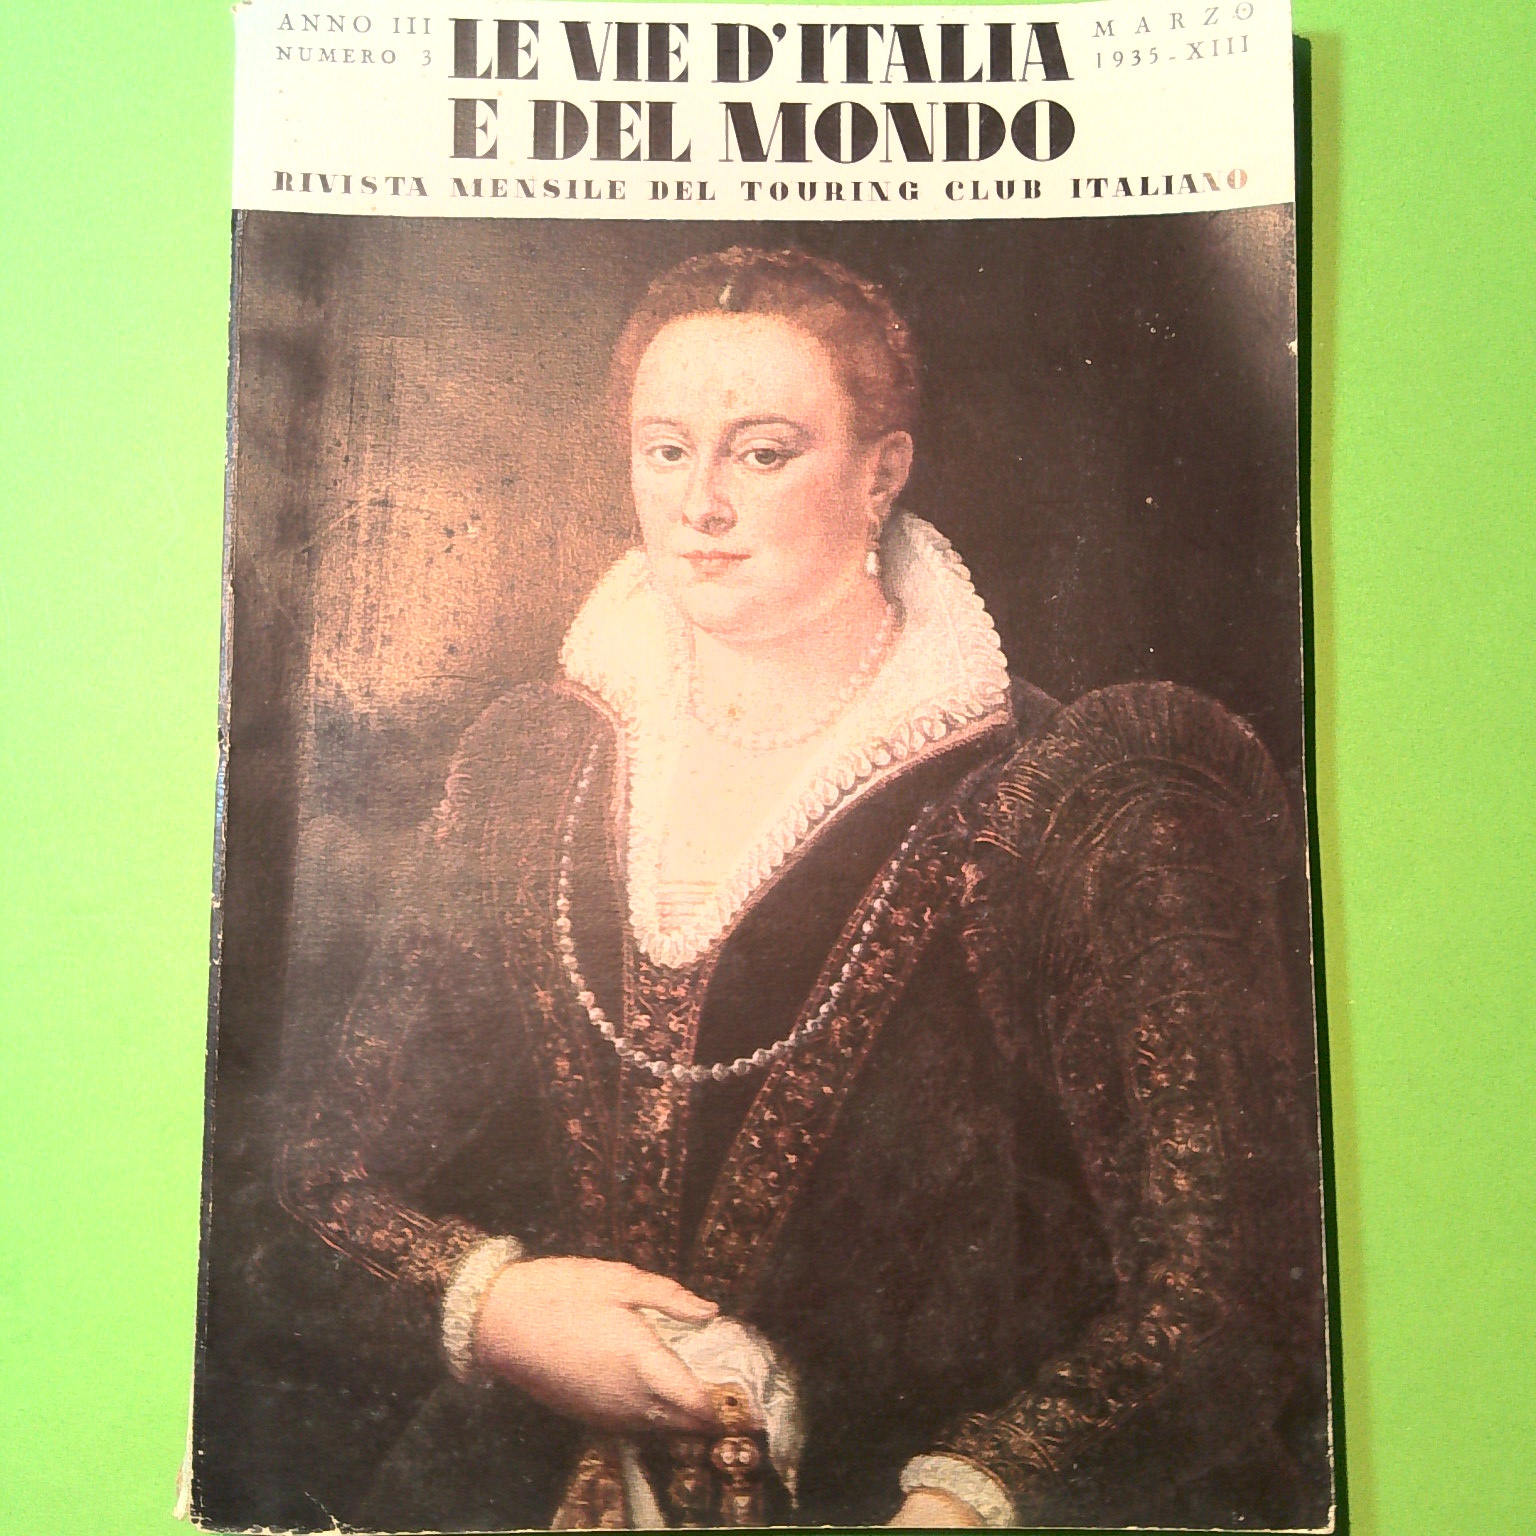 ANNO III
NUMERO 3
LE VIE D'ITALIA
E DEL MONDO
MARZO
1935-XIII
RIVISTA MENSILE DEL TOURING CLUB ITALIANO